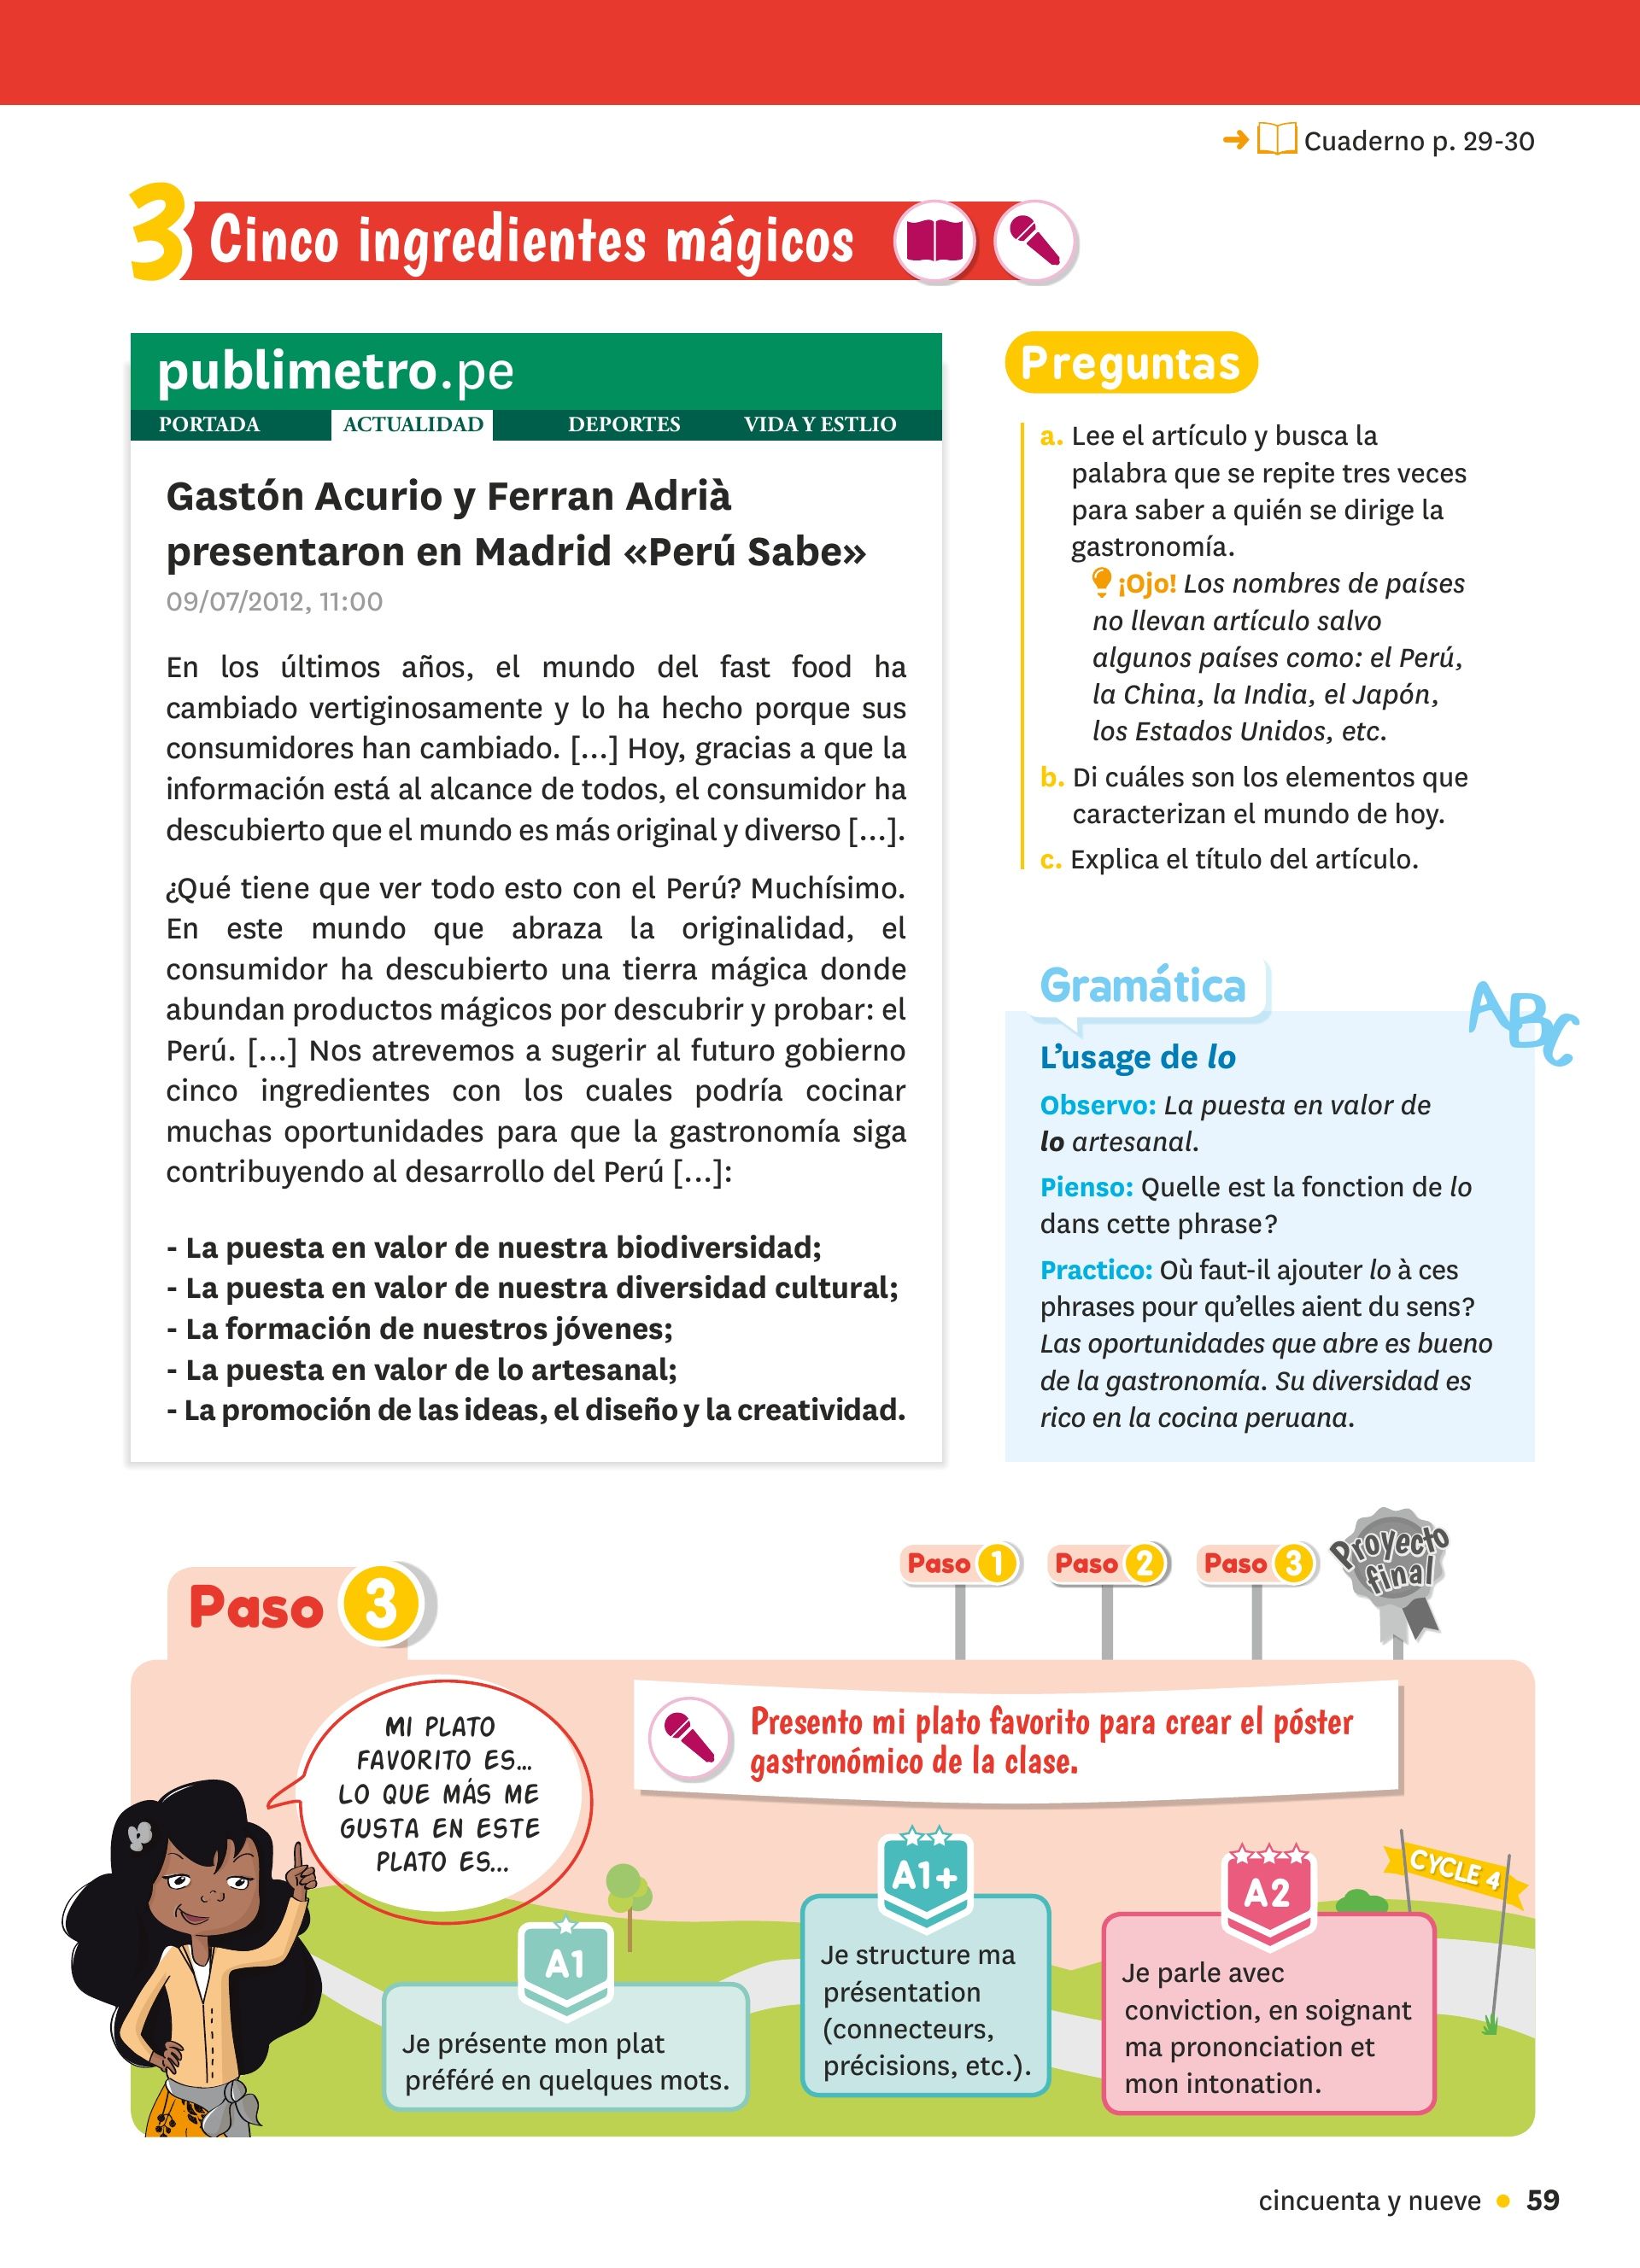 Cuaderno p. 29-30
3 Cinco ingredientes mágicos
publimetro.pe
PORTADA ACTUALIDAD DEPORTES VIDA Y ESTLIO
Gastón Acurio y Ferran Adrià
presentaron en Madrid «Perú Sabe»
09/07/2012, 11:00
En los últimos años, el mundo del fast food ha
cambiado vertiginosamente y lo ha hecho porque sus
consumidores han cambiado. [...] Hoy, gracias a que la
información está al alcance de todos, el consumidor ha
descubierto que el mundo es más original y diverso [...].
¿Qué tiene que ver todo esto con el Perú? Muchísimo.
En este mundo que abraza la originalidad, el
consumidor ha descubierto una tierra mágica donde
abundan productos mágicos por descubrir y probar: el
Perú. [...] Nos atrevemos a sugerir al futuro gobierno
cinco ingredientes con los cuales podría cocinar
muchas oportunidades para que la gastronomía siga
contribuyendo al desarrollo del Perú [...]:
- La puesta en valor de nuestra biodiversidad;
- La puesta en valor de nuestra diversidad cultural;
- La formación de nuestros jóvenes;
- La puesta en valor de lo artesanal;
- La promoción de las ideas, el diseño y la creatividad.
Preguntas
a. Lee el artículo y busca la
palabra que se repite tres veces
para saber a quién se dirige la
gastronomía.
¡Ojo! Los nombres de países
no llevan artículo salvo
algunos países como: el Perú,
la China, la India, el Japón,
los Estados Unidos, etc.
b. Di cuáles son los elementos que
caracterizan el mundo de hoy.
c. Explica el título del artículo.
Gramática
ABC
L'usage de lo
Observo: La puesta en valor de
lo artesanal.
Pienso: Quelle est la fonction de lo
dans cette phrase?
Practico: Où faut-il ajouter lo à ces
phrases pour qu'elles aient du sens?
Las oportunidades que abre es bueno
de la gastronomía. Su diversidad es
rico en la cocina peruana.
Paso 3
Paso 1 Paso 2 Paso 3 Proyecto
final
Presento mi plato favorito para crear el póster
gastronómico de la clase.
MI PLATO
FAVORITO ES...
LO QUE MÁS ME
GUSTA EN ESTE
PLATO ES...
A1
Je présente mon plat
préféré en quelques mots.
A1+
Je structure ma
présentation
(connecteurs,
précisions, etc.).
A2
Je parle avec
conviction, en soignant
ma prononciation et
mon intonation.
CYCLE 4
cincuenta y nueve • 59